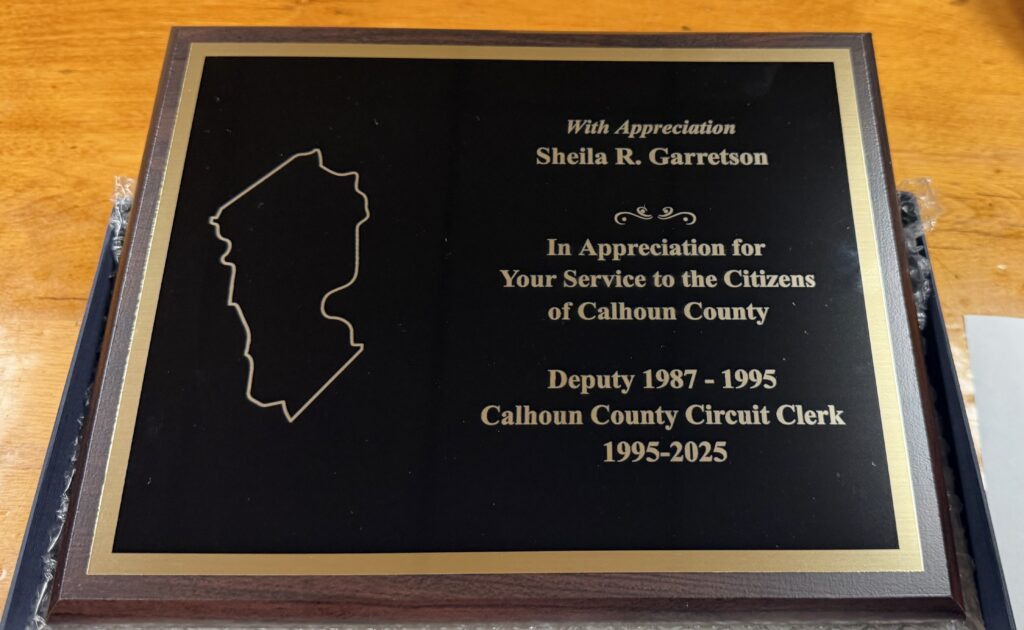 With Appreciation
Sheila R. Garretson
In Appreciation for
Your Service to the Citizens
of Calhoun County
Deputy 1987 - 1995
Calhoun County Circuit Clerk
1995-2025